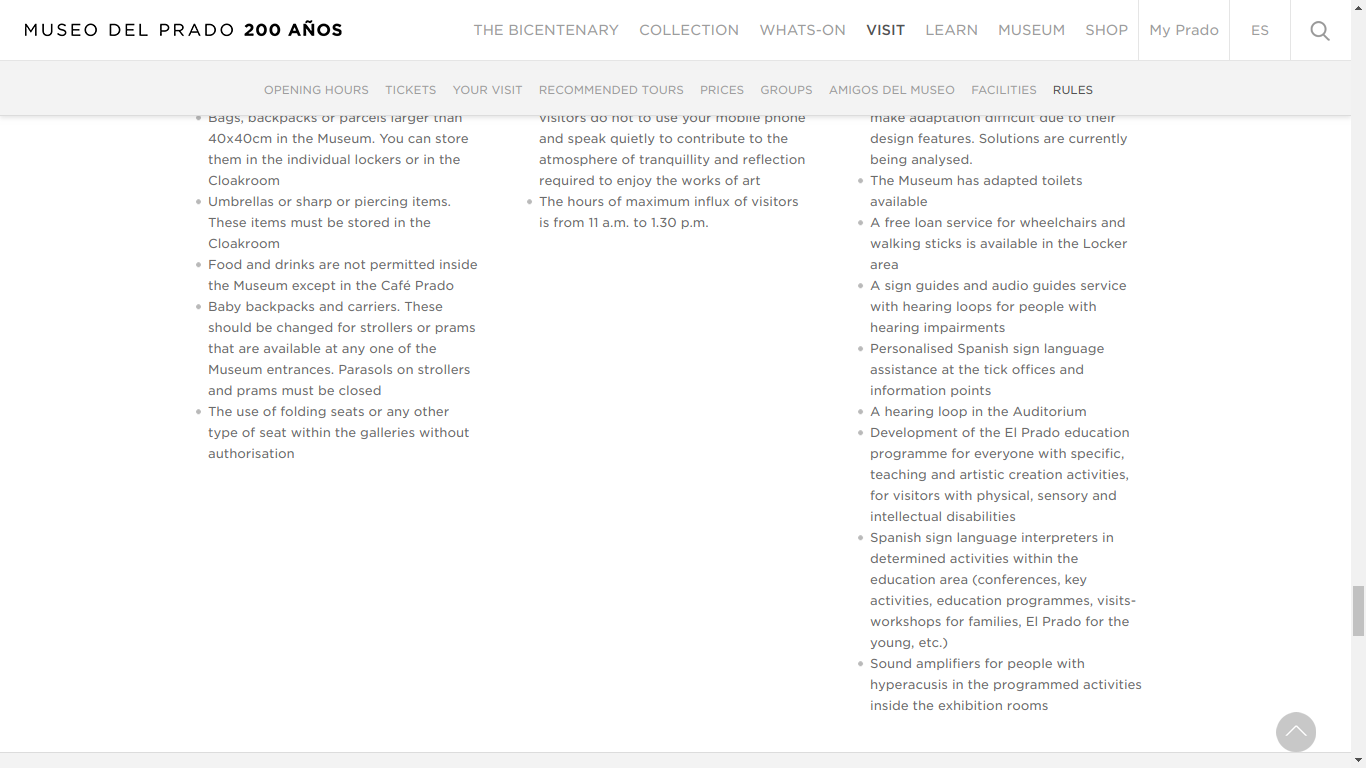 MUSEO DEL PRADO 200 AÑOS
THE BICENTENARY COLLECTION WHATS-ON VISIT LEARN MUSEUM SHOP My Prado ES
OPENING HOURS TICKETS YOUR VISIT RECOMMENDED TOURS PRICES GROUPS AMIGOS DEL MUSEO FACILITIES RULES
Bags, backpacks or parcels larger than
40x40cm in the Museum. You can store
them in the individual lockers or in the
Cloakroom
Umbrellas or sharp or piercing items.
These items must be stored in the
Cloakroom
Food and drinks are not permitted inside
the Museum except in the Café Prado
Baby backpacks and carriers. These
should be changed for strollers or prams
that are available at any one of the
Museum entrances. Parasols on strollers
and prams must be closed
The use of folding seats or any other
type of seat within the galleries without
authorisation
visitors do not to use your mobile phone
and speak quietly to contribute to the
atmosphere of tranquillity and reflection
required to enjoy the works of art
The hours of maximum influx of visitors
is from 11 a.m. to 1.30 p.m.
make adaptation difficult due to their
design features. Solutions are currently
being analysed.
The Museum has adapted toilets
available
A free loan service for wheelchairs and
walking sticks is available in the Locker
area
A sign guides and audio guides service
with hearing loops for people with
hearing impairments
Personalised Spanish sign language
assistance at the tick offices and
information points
A hearing loop in the Auditorium
Development of the El Prado education
programme for everyone with specific,
teaching and artistic creation activities,
for visitors with physical, sensory and
intellectual disabilities
Spanish sign language interpreters in
determined activities within the
education area (conferences, key
activities, education programmes, visits-
workshops for families, El Prado for the
young, etc.)
Sound amplifiers for people with
hyperacusis in the programmed activities
inside the exhibition rooms